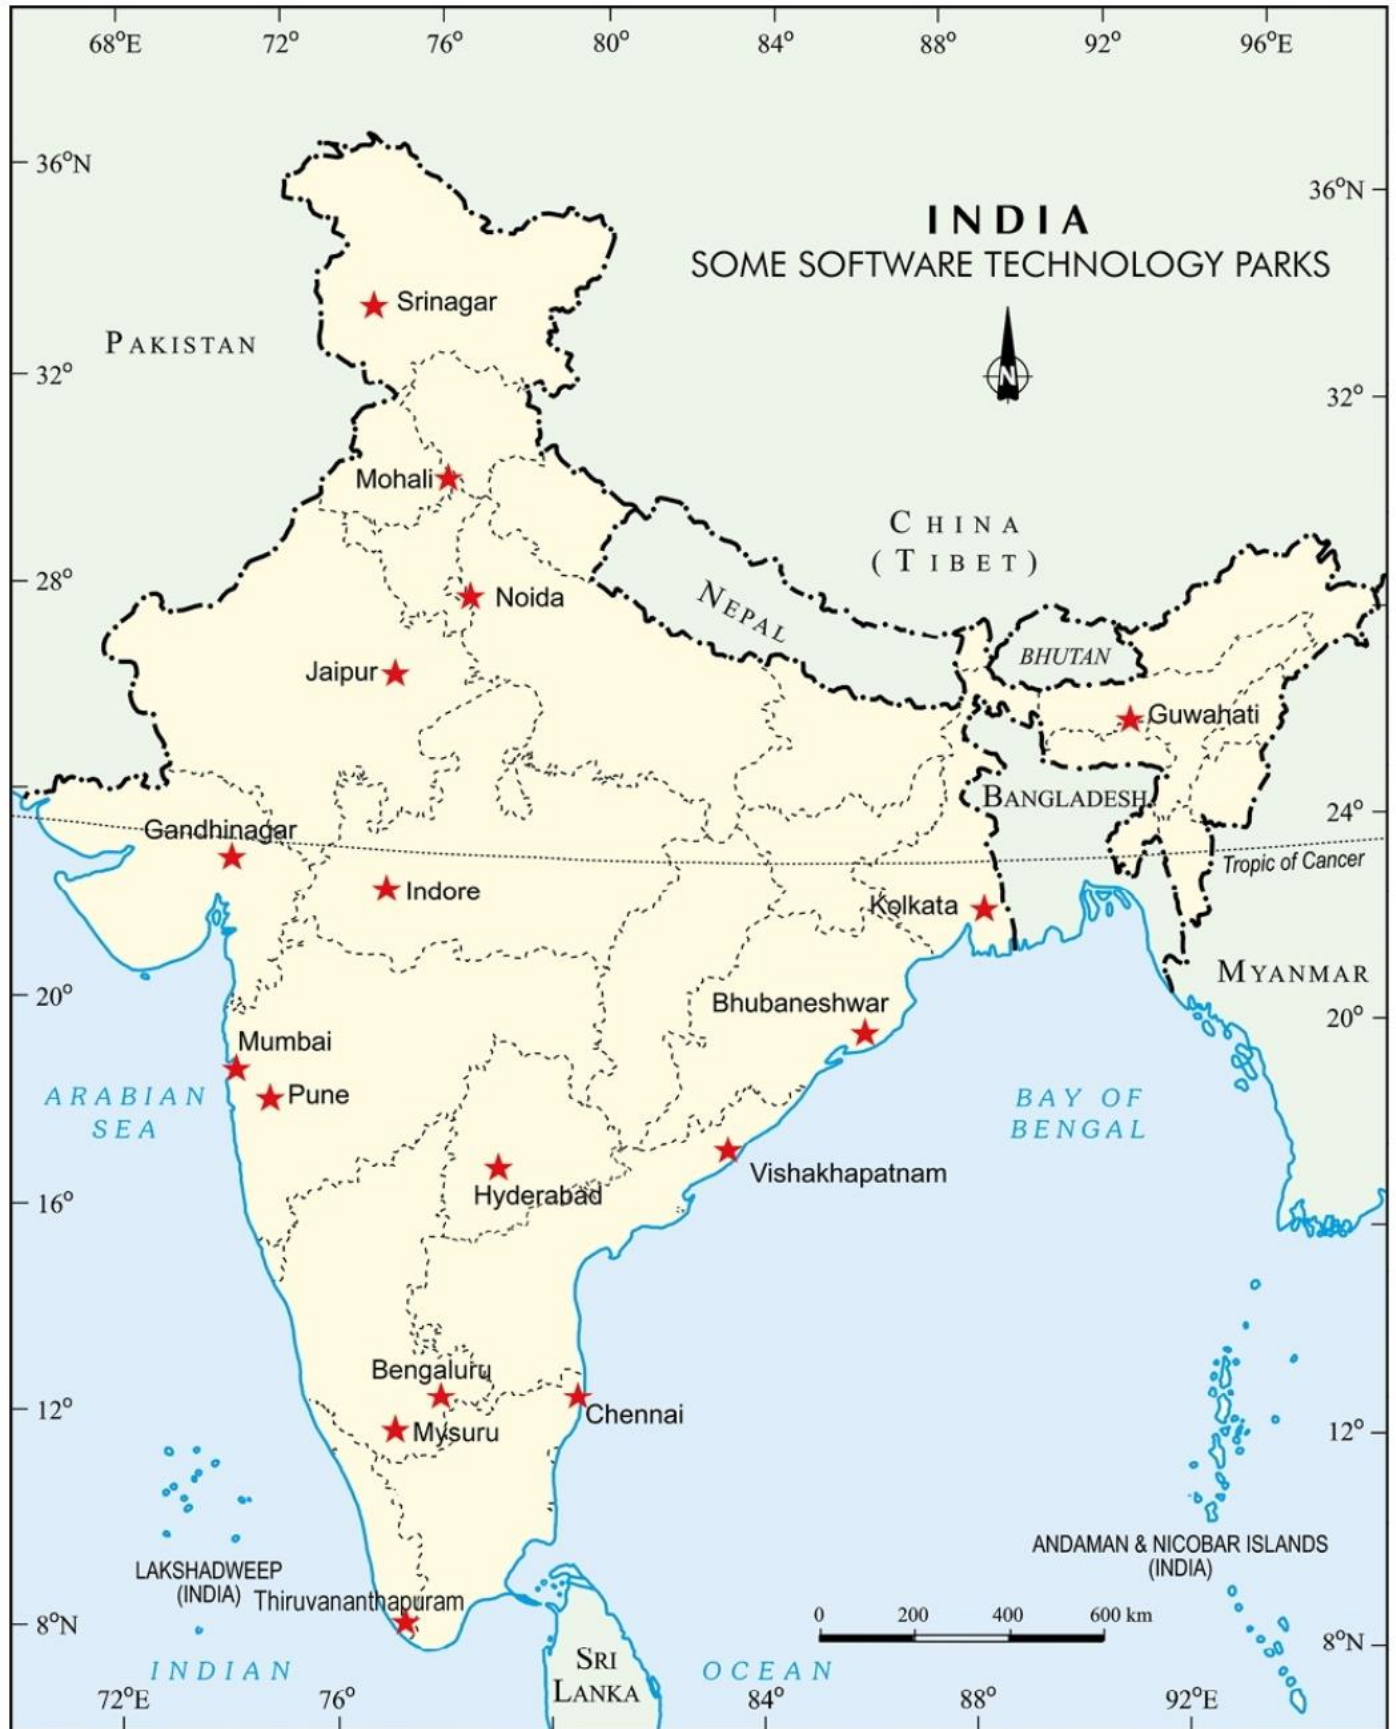 68°E 72° 76° 80° 84° 88° 92° 96°E
36°N
36°N
INDIA
SOME SOFTWARE TECHNOLOGY PARKS
Srinagar
PAKISTAN
N
32°
32°
Mohali
CHINA
(TIBET)
28°
Noida
NEPAL
BHUTAN
Jaipur
Guwahati
BANGLADESH
24°
Gandhinagar
Tropic of Cancer
Indore
Kolkata
MYANMAR
20°
Bhubaneshwar
20°
Mumbai
Pune
ARABIAN
SEA
BAY OF
BENGAL
Vishakhapatnam
Hyderabad
16°
Bengaluru
12°
Chennai
Mysuru
12°
ANDAMAN & NICOBAR ISLANDS
(INDIA)
LAKSHADWEEP
(INDIA)
Thiruvananthapuram
0 200 400 600 km
8°N
8°N
SRI
LANKA
INDIAN OCEAN
72°E 76° 84° 88° 92°E